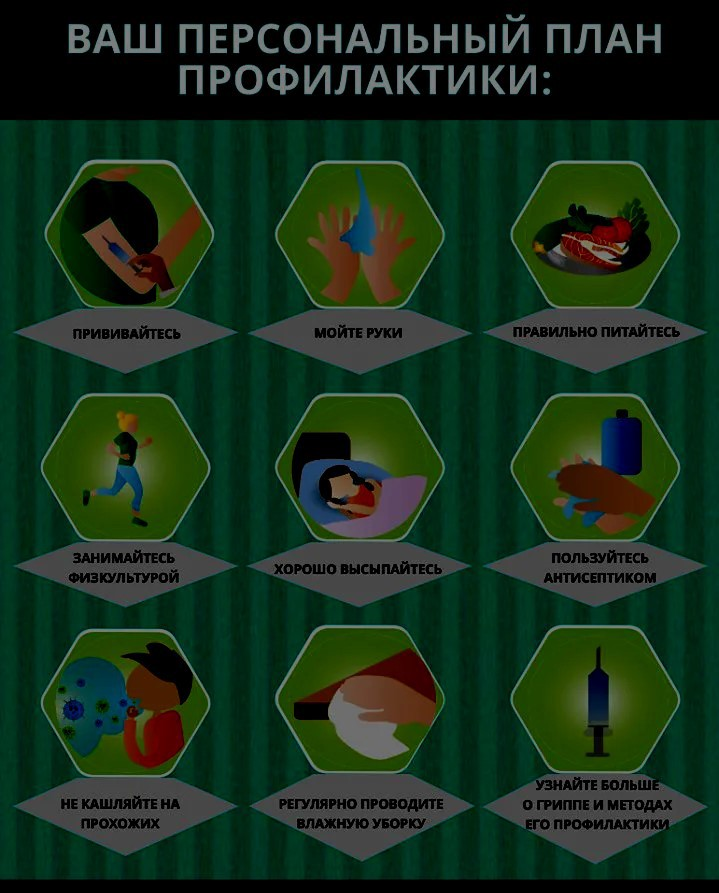 ВАШ ПЕРСОНАЛЬНЫЙ ПЛАН
ПРОФИЛАКТИКИ:
ПРИВИВАЙТЕСЬ
МОЙТЕ РУКИ
ПРАВИЛЬНО ПИТАЙТЕСЬ
ЗАНИМАЙТЕСЬ
ФИЗКУЛЬТУРОЙ
ХОРОШО ВЫСЫПАЙТЕСЬ
ПОЛЬЗУЙТЕСЬ
АНТИСЕПТИКОМ
НЕ КАШЛЯЙТЕ НА
ПРОХОЖИХ
РЕГУЛЯРНО ПРОВОДИТЕ
ВЛАЖНУЮ УБОРКУ
УЗНАЙТЕ БОЛЬШЕ
О ГРИППЕ И МЕТОДАХ
ЕГО ПРОФИЛАКТИКИ